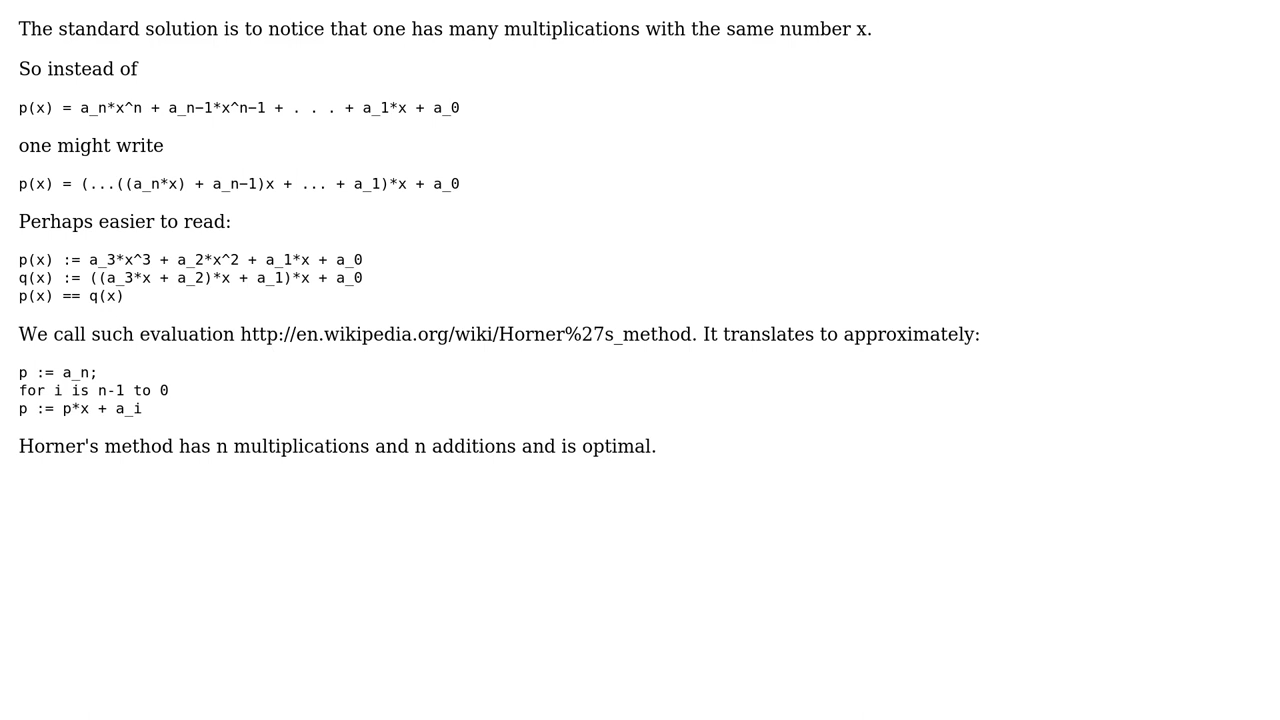 The standard solution is to notice that one has many multiplications with the same number x.
So instead of
p(x) = a_n*x^n + a_n−1*x^n−1 + . . . + a_1*x + a_0
one might write
p(x) = (...((a_n*x) + a_n−1)x + ... + a_1)*x + a_0
Perhaps easier to read:
p(x) := a_3*x^3 + a_2*x^2 + a_1*x + a_0
q(x) := ((a_3*x + a_2)*x + a_1)*x + a_0
p(x) == q(x)
We call such evaluation http://en.wikipedia.org/wiki/Horner%27s_method. It translates to approximately:
p := a_n;
for i is n-1 to 0
p := p*x + a_i
Horner's method has n multiplications and n additions and is optimal.